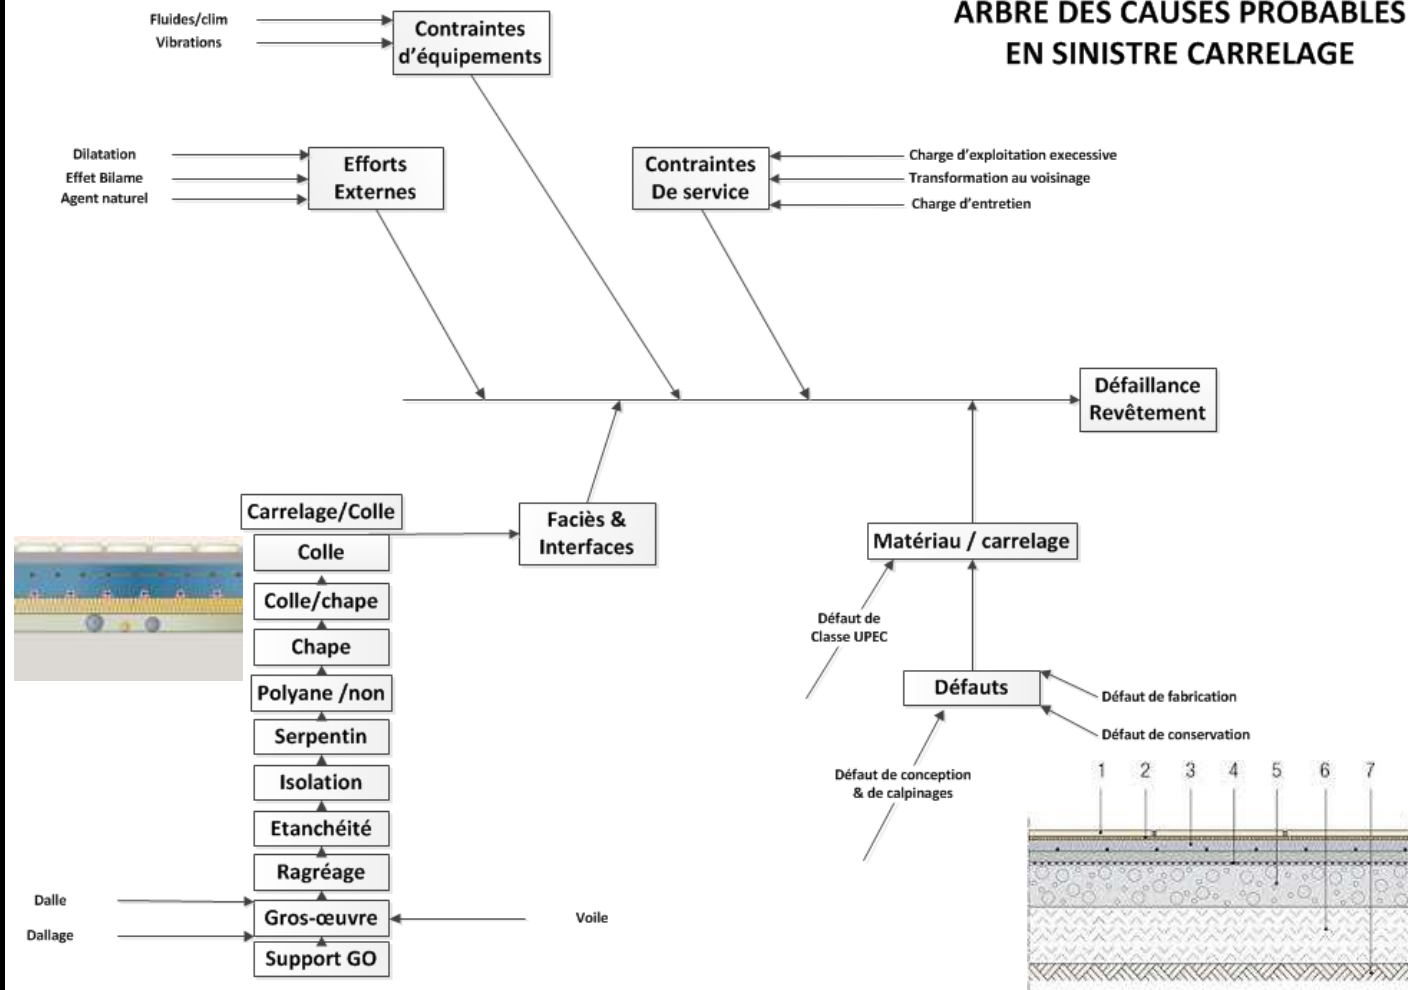 ARBRE DES CAUSES PROBABLES
EN SINISTRE CARRELAGE
Fluides/clim
Vibrations
Contraintes
d'équipements
Dilatation
Effet Bilame
Agent naturel
Efforts
Externes
Contraintes
De service
Charge d'exploitation execessive
Transformation au voisinage
Charge d'entretien
Défaillance
Revêtement
Carrelage/Colle
Colle
Colle/chape
Chape
Polyane /non
Serpentin
Isolation
Etanchéité
Ragréage
Gros-œuvre
Support GO
Dalle
Dallage
Voile
Faciès &
Interfaces
Matériau / carrelage
Défaut de
Classe UPEC
Défauts
Défaut de fabrication
Défaut de conservation
Défaut de conception
& de calpinages
1 2 3 4 5 6 7